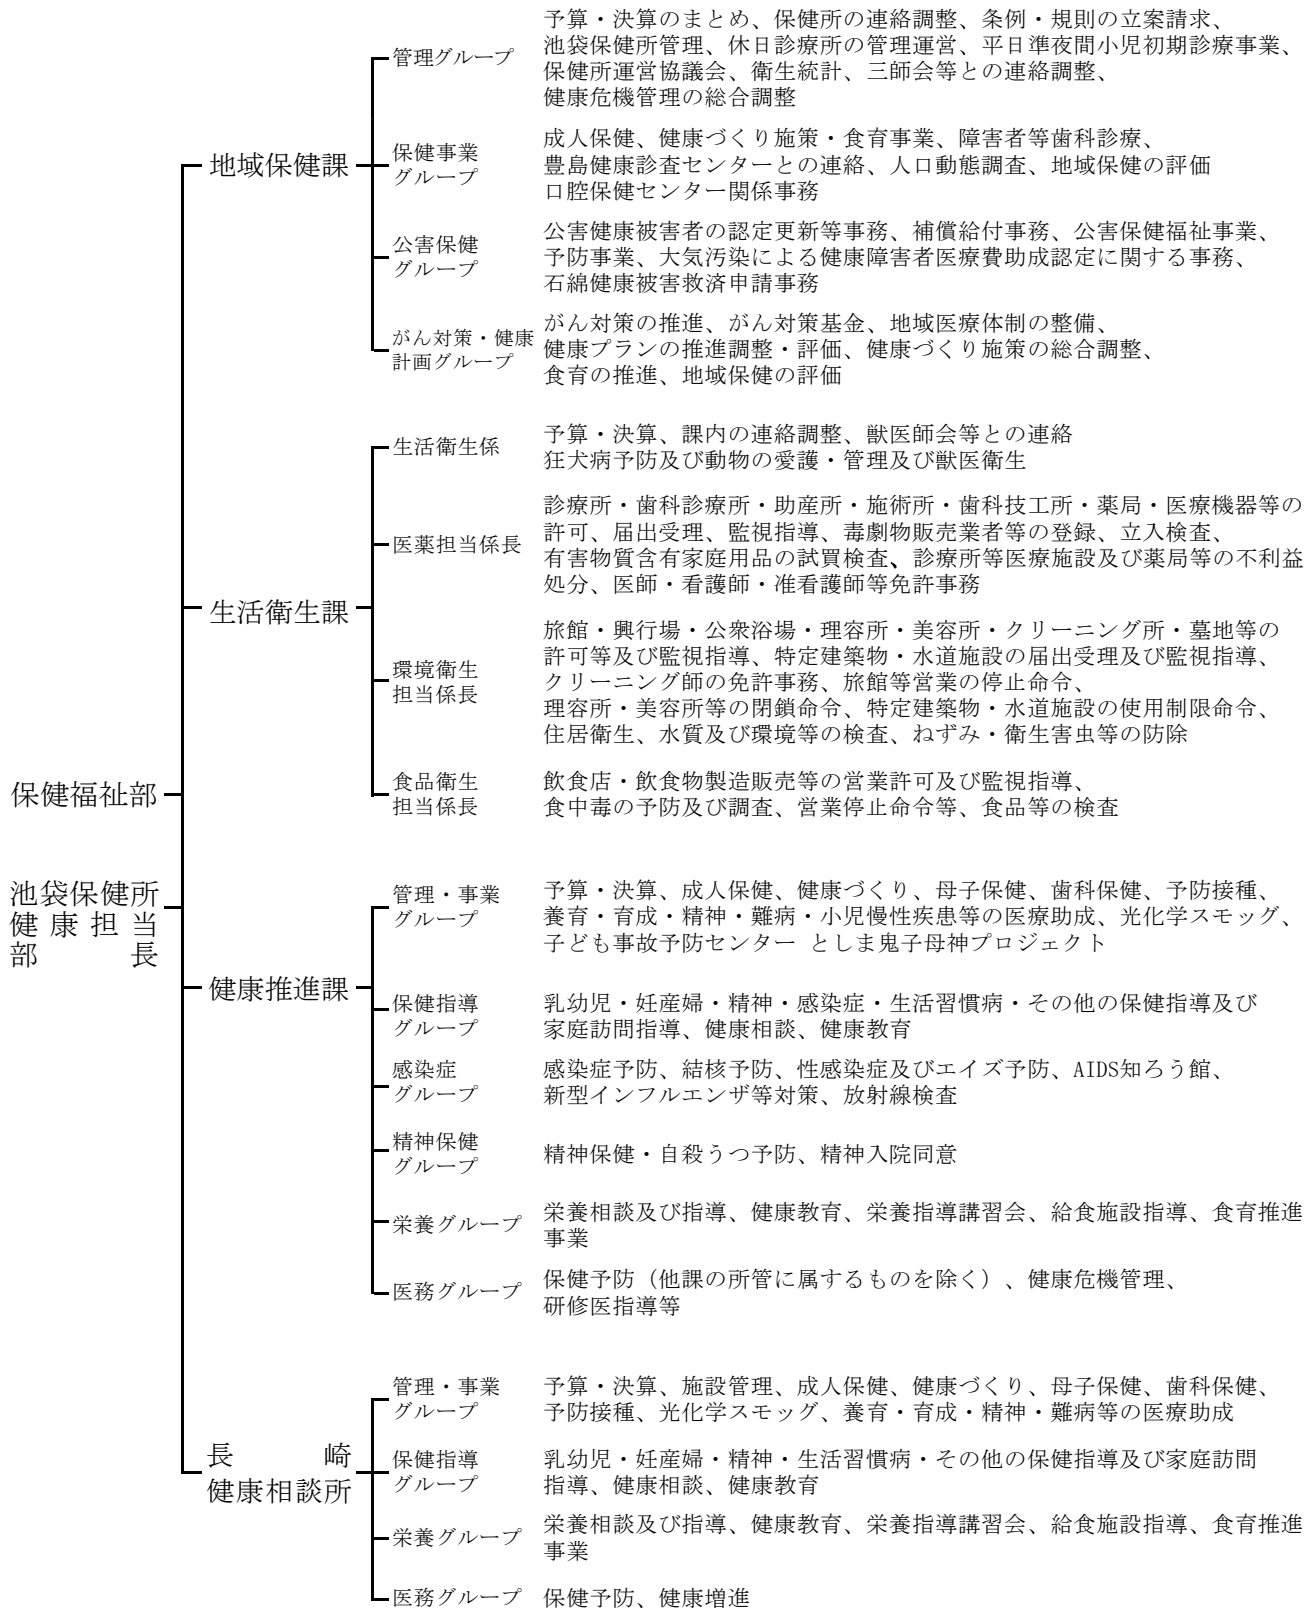 保健福祉部
池袋保健所
健康担当
部長
地域保健課
管理グループ
予算・決算のまとめ、保健所の連絡調整、条例・規則の立案請求、
池袋保健所管理、休日診療所の管理運営、平日準夜間小児初期診療事業、
保健所運営協議会、衛生統計、三師会等との連絡調整、
健康危機管理の総合調整
保健事業
グループ
成人保健、健康づくり施策・食育事業、障害者等歯科診療、
豊島健康診査センターとの連絡、人口動態調査、地域保健の評価
口腔保健センター関係事務
公害保健
グループ
公害健康被害者の認定更新等事務、補償給付事務、公害保健福祉事業、
予防事業、大気汚染による健康障害者医療費助成認定に関する事務、
石綿健康被害救済申請事務
がん対策・健康
計画グループ
がん対策の推進、がん対策基金、地域医療体制の整備、
健康プランの推進調整・評価、健康づくり施策の総合調整、
食育の推進、地域保健の評価
生活衛生課
生活衛生係
予算・決算、課内の連絡調整、獣医師会等との連絡
狂犬病予防及び動物の愛護・管理及び獣医衛生
医薬担当係長
診療所・歯科診療所・助産所・施術所・歯科技工所・薬局・医療機器等の
許可、届出受理、監視指導、毒劇物販売業者等の登録、立入検査、
有害物質含有家庭用品の試買検査、診療所等医療施設及び薬局等の不利益
処分、医師・看護師・准看護師等免許事務
環境衛生
担当係長
旅館・興行場・公衆浴場・理容所・美容所・クリーニング所・墓地等の
許可等及び監視指導、特定建築物・水道施設の届出受理及び監視指導、
クリーニング師の免許事務、旅館等営業の停止命令、
理容所・美容所等の閉鎖命令、特定建築物・水道施設の使用制限命令、
住居衛生、水質及び環境等の検査、ねずみ・衛生害虫等の防除
食品衛生
担当係長
飲食店・飲食物製造販売等の営業許可及び監視指導、
食中毒の予防及び調査、営業停止命令等、食品等の検査
健康推進課
管理・事業
グループ
予算・決算、成人保健、健康づくり、母子保健、歯科保健、予防接種、
養育・育成・精神・難病・小児慢性疾患等の医療助成、光化学スモッグ、
子ども事故予防センター としま鬼子母神プロジェクト
保健指導
グループ
乳幼児・妊産婦・精神・感染症・生活習慣病・その他の保健指導及び
家庭訪問指導、健康相談、健康教育
感染症
グループ
感染症予防、結核予防、性感染症及びエイズ予防、AIDS知ろう館、
新型インフルエンザ等対策、放射線検査
精神保健
グループ
精神保健・自殺うつ予防、精神入院同意
栄養グループ
栄養相談及び指導、健康教育、栄養指導講習会、給食施設指導、食育推進
事業
医務グループ
保健予防（他課の所管に属するものを除く）、健康危機管理、
研修医指導等
長崎
健康相談所
管理・事業
グループ
予算・決算、施設管理、成人保健、健康づくり、母子保健、歯科保健、
予防接種、光化学スモッグ、養育・育成・精神・難病等の医療助成
保健指導
グループ
乳幼児・妊産婦・精神・生活習慣病・その他の保健指導及び家庭訪問
指導、健康相談、健康教育
栄養グループ
栄養相談及び指導、健康教育、栄養指導講習会、給食施設指導、食育推進
事業
医務グループ
保健予防、健康増進